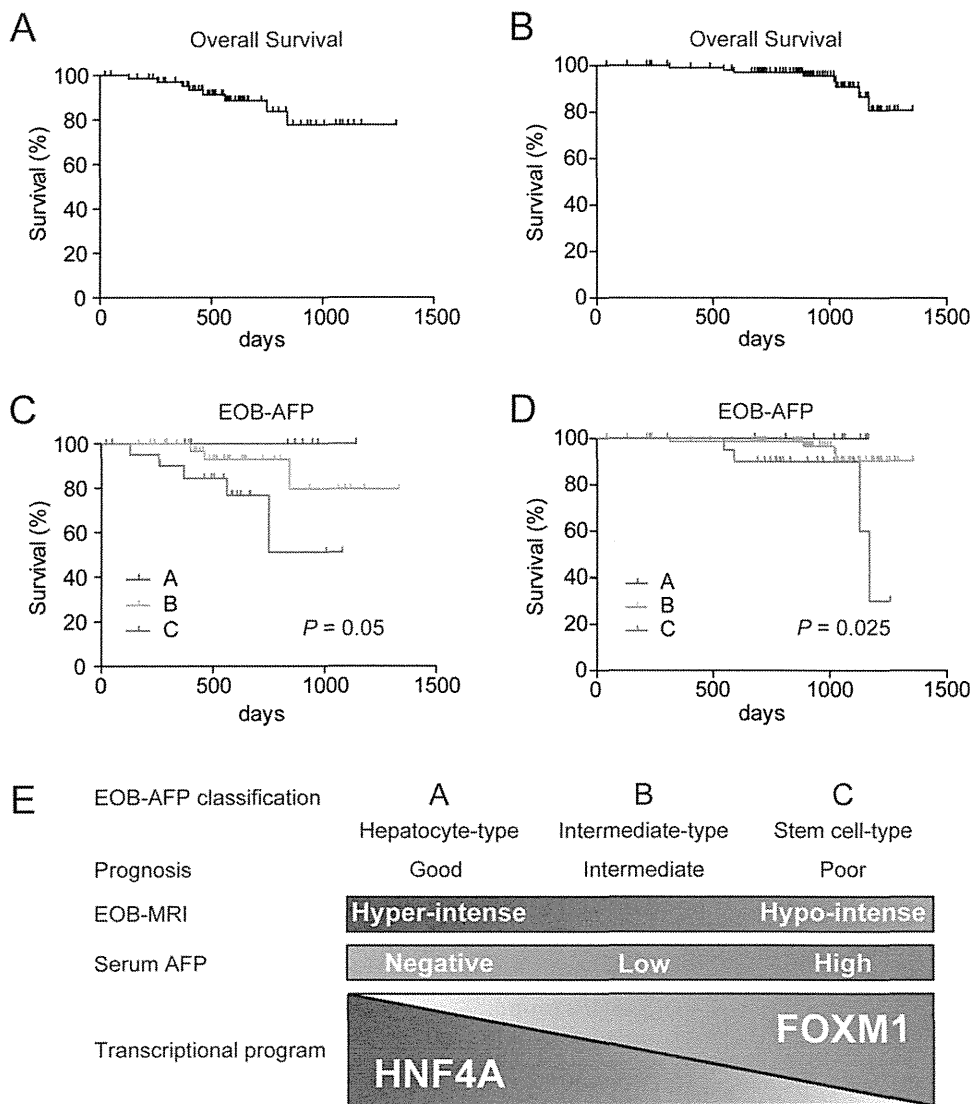 A
Overall Survival
100
80
60
40
20
0
Survival (%)
0 500 1000 1500
days
B
Overall Survival
100
80
60
40
20
0
Survival (%)
0 500 1000 1500
days
C
EOB-AFP
100
80
60
40
20
0
Survival (%)
A
B
C
P = 0.05
0 500 1000 1500
days
D
EOB-AFP
100
80
60
40
20
0
Survival (%)
A
B
C
P = 0.025
0 500 1000 1500
days
E
EOB-AFP classification A B C
Hepatocyte-type Intermediate-type Stem cell-type
Prognosis Good Intermediate Poor
EOB-MRI Hyper-intense Hypo-intense
Serum AFP Negative Low High
Transcriptional program HNF4A FOXM1